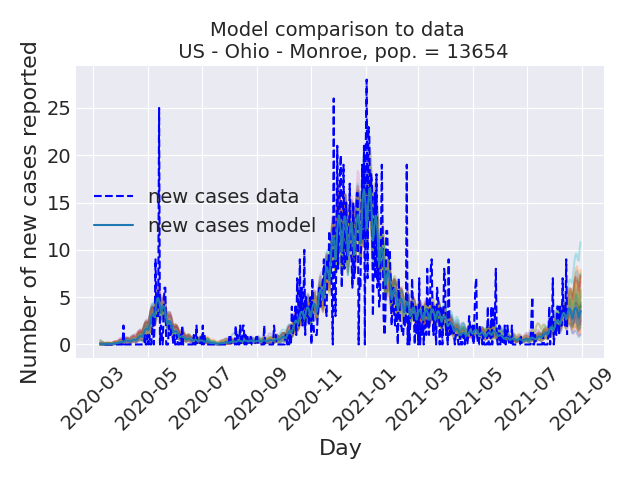 Model comparison to data
US - Ohio - Monroe, pop. = 13654
Number of new cases reported
25
20
15
10
5
0
new cases data
new cases model
2020-03
2020-05
2020-07
2020-09
2020-11
2021-01
2021-03
2021-05
2021-07
2021-09
Day